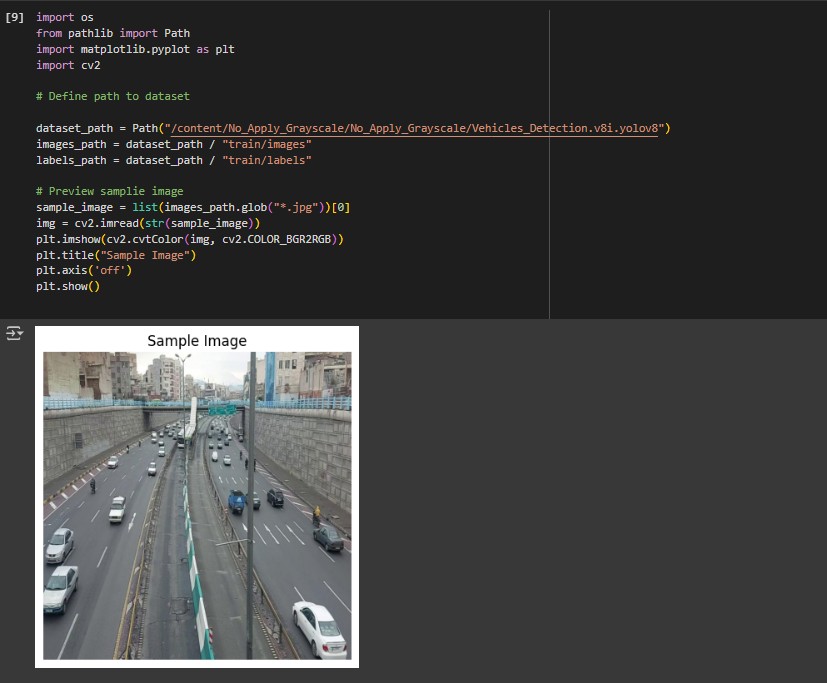 [9] import os
from pathlib import Path
import matplotlib.pyplot as plt
import cv2
# Define path to dataset
dataset_path = Path("/content/No_Apply_Grayscale/No_Apply_Grayscale/Vehicles_Detection.v8i.yolov8")
images_path = dataset_path / "train/images"
labels_path = dataset_path / "train/labels"
# Preview samplie image
sample_image = list(images_path.glob("*.jpg"))[0]
img = cv2.imread(str(sample_image))
plt.imshow(cv2.cvtColor(img, cv2.COLOR_BGR2RGB))
plt.title("Sample Image")
plt.axis('off')
plt.show()
Sample Image